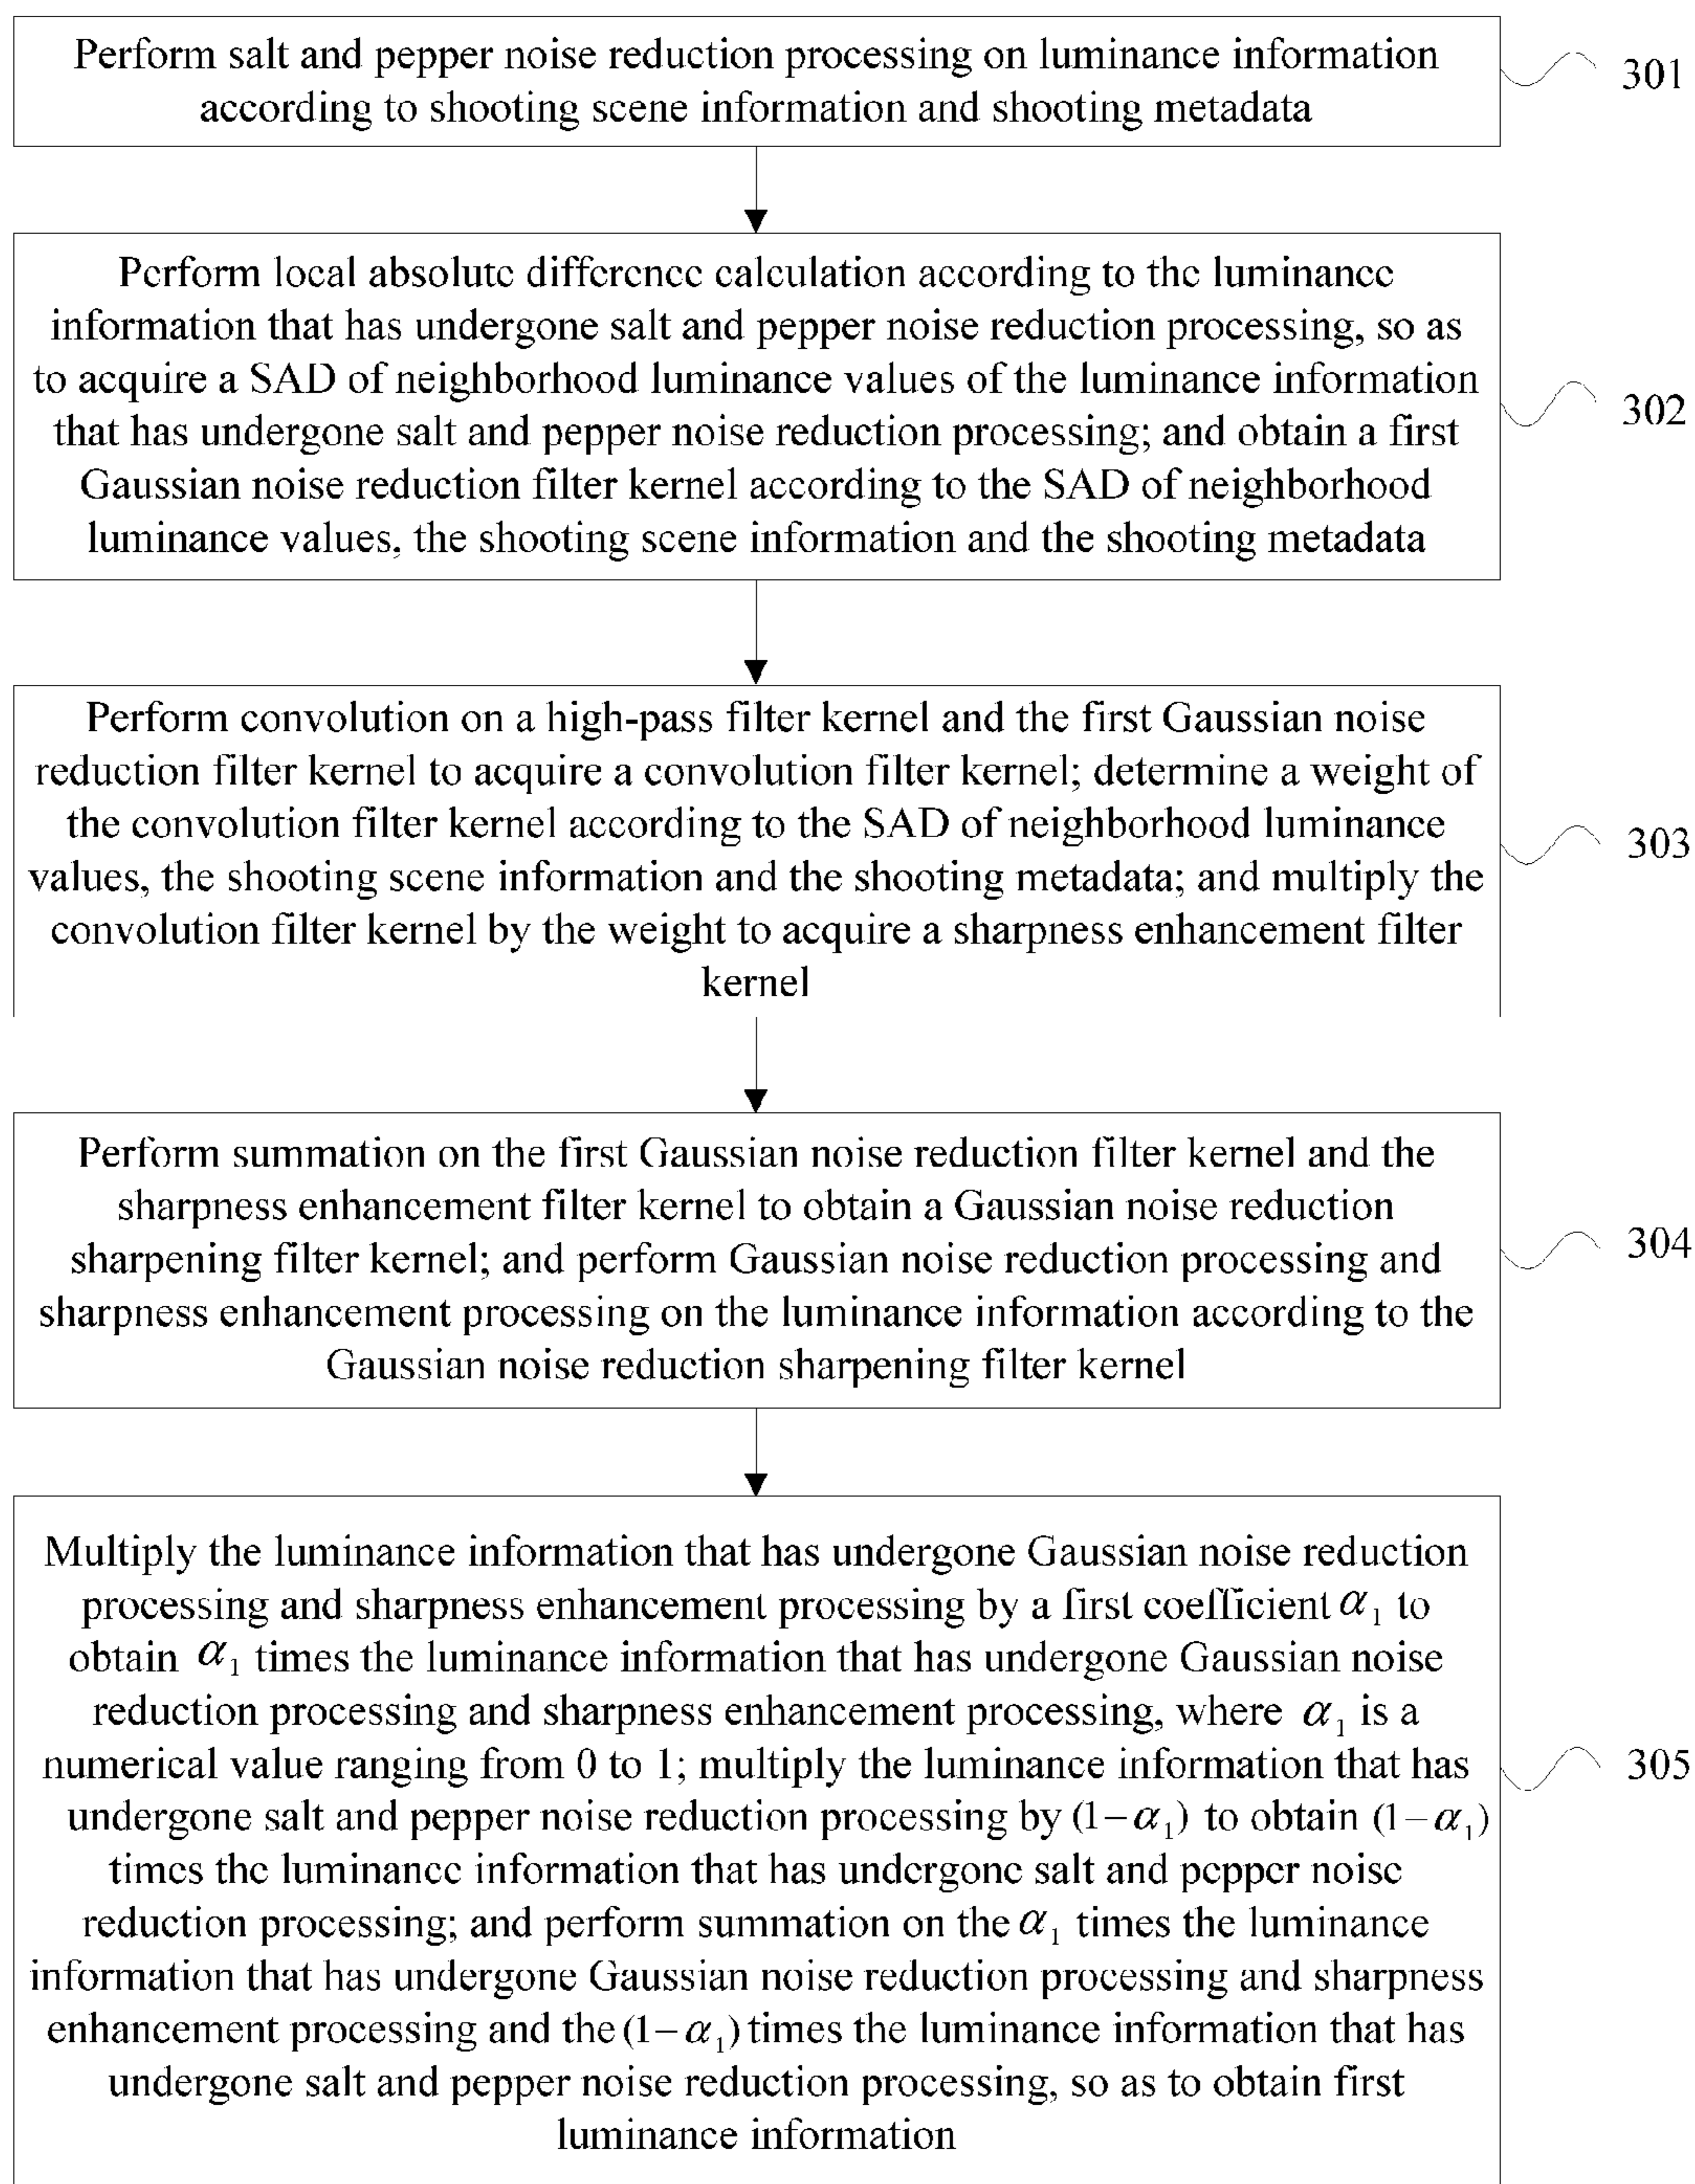 Perform salt and pepper noise reduction processing on luminance information
according to shooting scene information and shooting metadata
301
Perform local absolute difference calculation according to the luminance
information that has undergone salt and pepper noise reduction processing, so as
to acquire a SAD of neighborhood luminance values of the luminance information
that has undergone salt and pepper noise reduction processing; and obtain a first
Gaussian noise reduction filter kernel according to the SAD of neighborhood
luminance values, the shooting scene information and the shooting metadata
302
Perform convolution on a high-pass filter kernel and the first Gaussian noise
reduction filter kernel to acquire a convolution filter kernel; determine a weight of
the convolution filter kernel according to the SAD of neighborhood luminance
values, the shooting scene information and the shooting metadata; and multiply the
convolution filter kernel by the weight to acquire a sharpness enhancement filter
kernel
303
Perform summation on the first Gaussian noise reduction filter kernel and the
sharpness enhancement filter kernel to obtain a Gaussian noise reduction
sharpening filter kernel; and perform Gaussian noise reduction processing and
sharpness enhancement processing on the luminance information according to the
Gaussian noise reduction sharpening filter kernel
304
Multiply the luminance information that has undergone Gaussian noise reduction
processing and sharpness enhancement processing by a first coefficient α₁ to
obtain α₁ times the luminance information that has undergone Gaussian noise
reduction processing and sharpness enhancement processing, where α₁ is a
numerical value ranging from 0 to 1; multiply the luminance information that has
undergone salt and pepper noise reduction processing by (1−α₁) to obtain (1−α₁)
times the luminance information that has undergone salt and pepper noise
reduction processing; and perform summation on the α₁ times the luminance
information that has undergone Gaussian noise reduction processing and sharpness
enhancement processing and the (1−α₁) times the luminance information that has
undergone salt and pepper noise reduction processing, so as to obtain first
luminance information
305